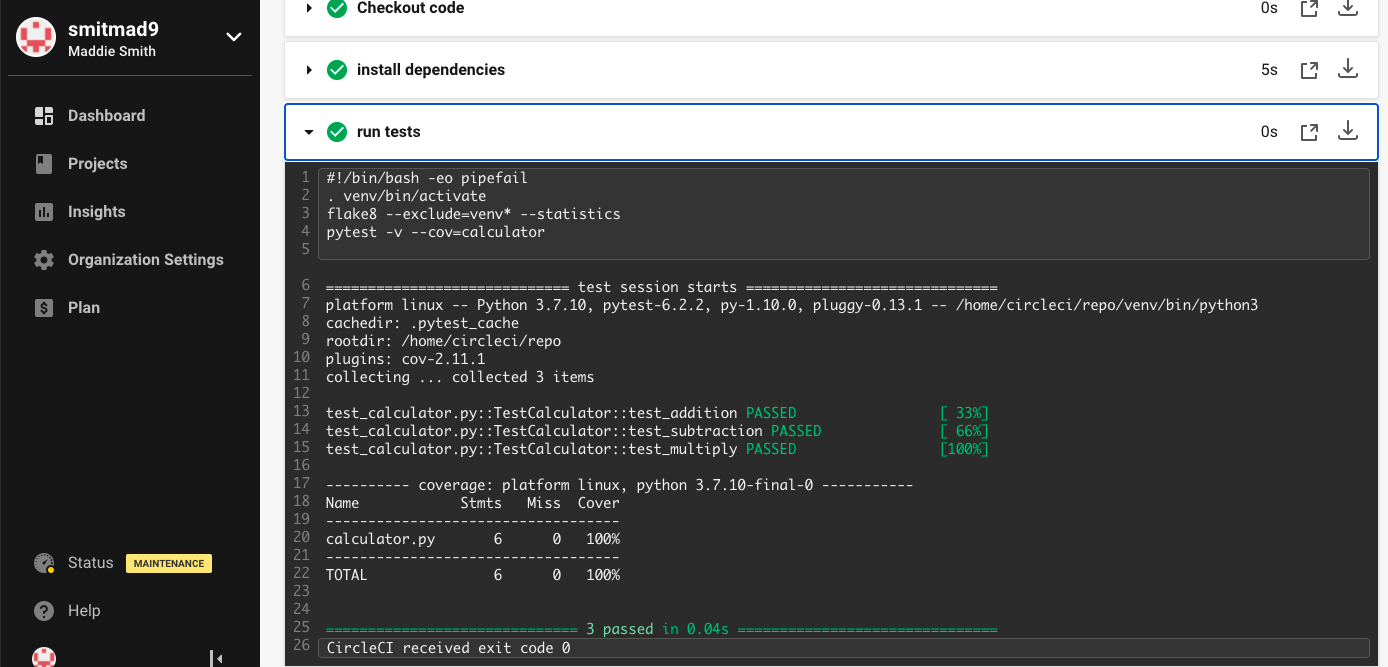 smitmad9
Maddie Smith
Dashboard
Projects
Insights
Organization Settings
Plan
Status MAINTENANCE
Help
Checkout code 0s
install dependencies 5s
run tests 0s
1 #!/bin/bash -eo pipefail
2 . venv/bin/activate
3 flake8 --exclude=venv* --statistics
4 pytest -v --cov=calculator
5
6 ============================= test session starts ==============================
7 platform linux -- Python 3.7.10, pytest-6.2.2, py-1.10.0, pluggy-0.13.1 -- /home/circleci/repo/venv/bin/python3
8 cachedir: .pytest_cache
9 rootdir: /home/circleci/repo
10 plugins: cov-2.11.1
11 collecting ... collected 3 items
12
13 test_calculator.py::TestCalculator::test_addition PASSED [ 33%]
14 test_calculator.py::TestCalculator::test_subtraction PASSED [ 66%]
15 test_calculator.py::TestCalculator::test_multiply PASSED [100%]
16
17 ---------- coverage: platform linux, python 3.7.10-final-0 -----------
18 Name Stmts Miss Cover
19 -----------------------------------
20 calculator.py 6 0 100%
21 -----------------------------------
22 TOTAL 6 0 100%
23
24
25 ============================== 3 passed in 0.04s ===============================
26 CircleCI received exit code 0